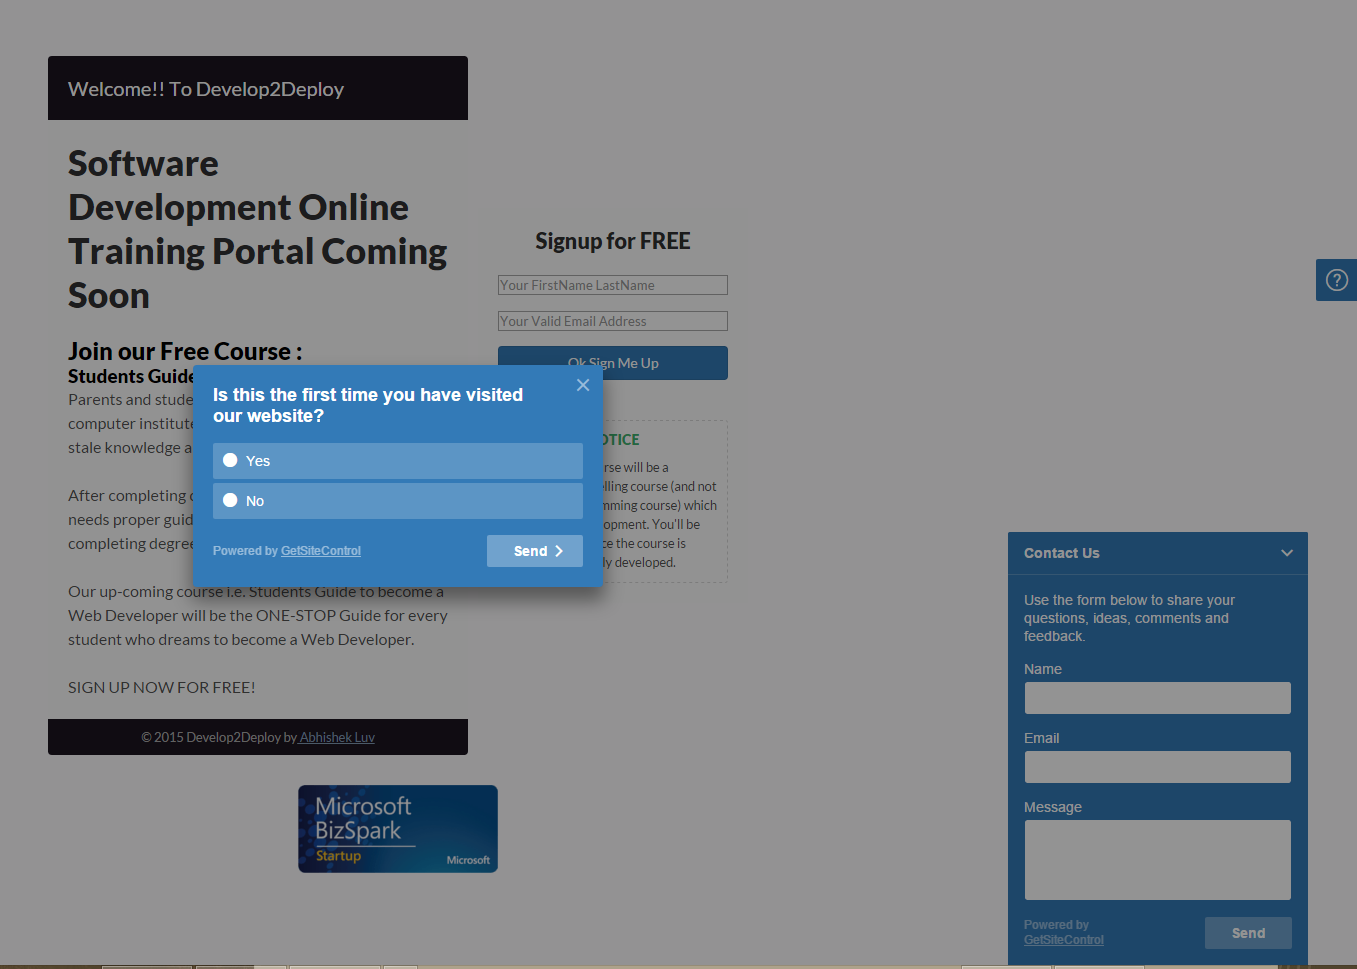 Welcome!! To Develop2Deploy
Software
Development Online
Training Portal Coming
Soon
Join our Free Course :
Students Guide
Parents and stude
computer institute
stale knowledge a
After completing
needs proper guid
completing degree
Our up-coming course i.e. Students Guide to become a
Web Developer will be the ONE-STOP Guide for every
student who dreams to become a Web Developer.
SIGN UP NOW FOR FREE!
© 2015 Develop2Deploy by Abhishek Luv
Microsoft
BizSpark
Startup
Microsoft
Signup for FREE
Your FirstName LastName
Your Valid Email Address
Ok Sign Me Up
OTICE
rse will be a
lling course (and not
mming course) which
opment. You'll be
ce the course is
ly developed.
Is this the first time you have visited
our website?
Yes
No
Powered by GetSiteControl
Send
Contact Us
Use the form below to share your
questions, ideas, comments and
feedback.
Name
Email
Message
Powered by
GetSiteControl
Send